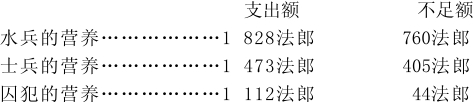 支出额 不足额
水兵的营养………………1 828法郎 760法郎
士兵的营养………………1 473法郎 405法郎
囚犯的营养………………1 112法郎 44法郎